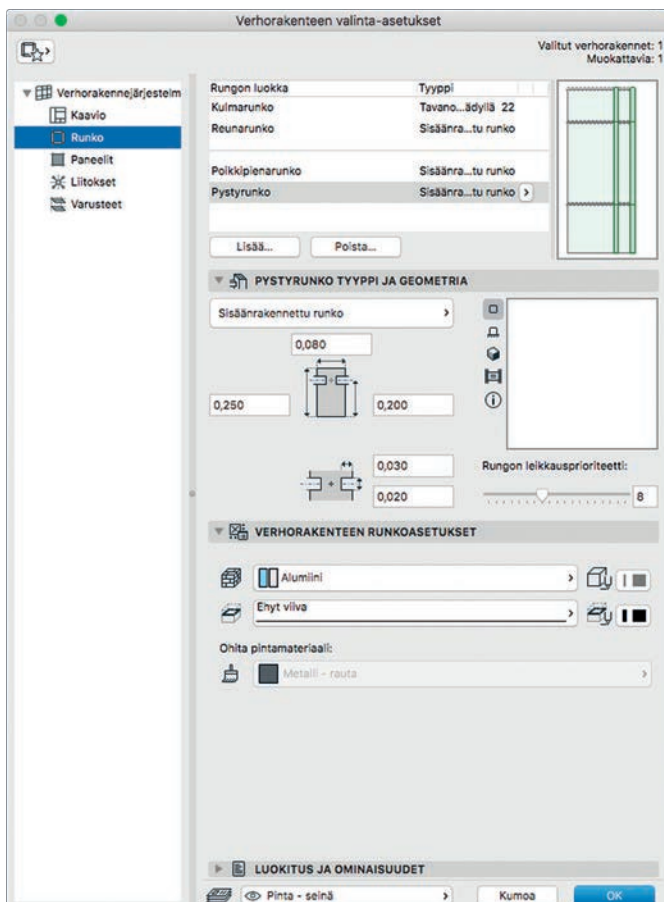 Verhorakenteen valinta-asetukset
Valitut verhorakennet: 1
Muokattavia: 1
Verhorakennejärjestelm
Kaavio
Runko
Paneelit
Liitokset
Varusteet
Rungon luokka Tyyppi
Kulmarunko Tavano...ädyllä 22
Reunarunko Sisäänra...tu runko
Poikkipienarunko Sisäänra...tu runko
Pystyrunko Sisäänra...tu runko
Lisää... Poista...
PYSTYRUNKO TYYPPI JA GEOMETRIA
Sisäänrakennettu runko
0,080
0,250 0,200
0,030
0,020
Rungon leikkausprioriteetti:
8
VERHORAKENTEEN RUNKOASETUKSET
Alumiini
Ehyt viiva
Ohita pintamateriaali:
Metalli - rauta
LUOKITUS JA OMINAISUUDET
Pinta - seinä Kumoa OK